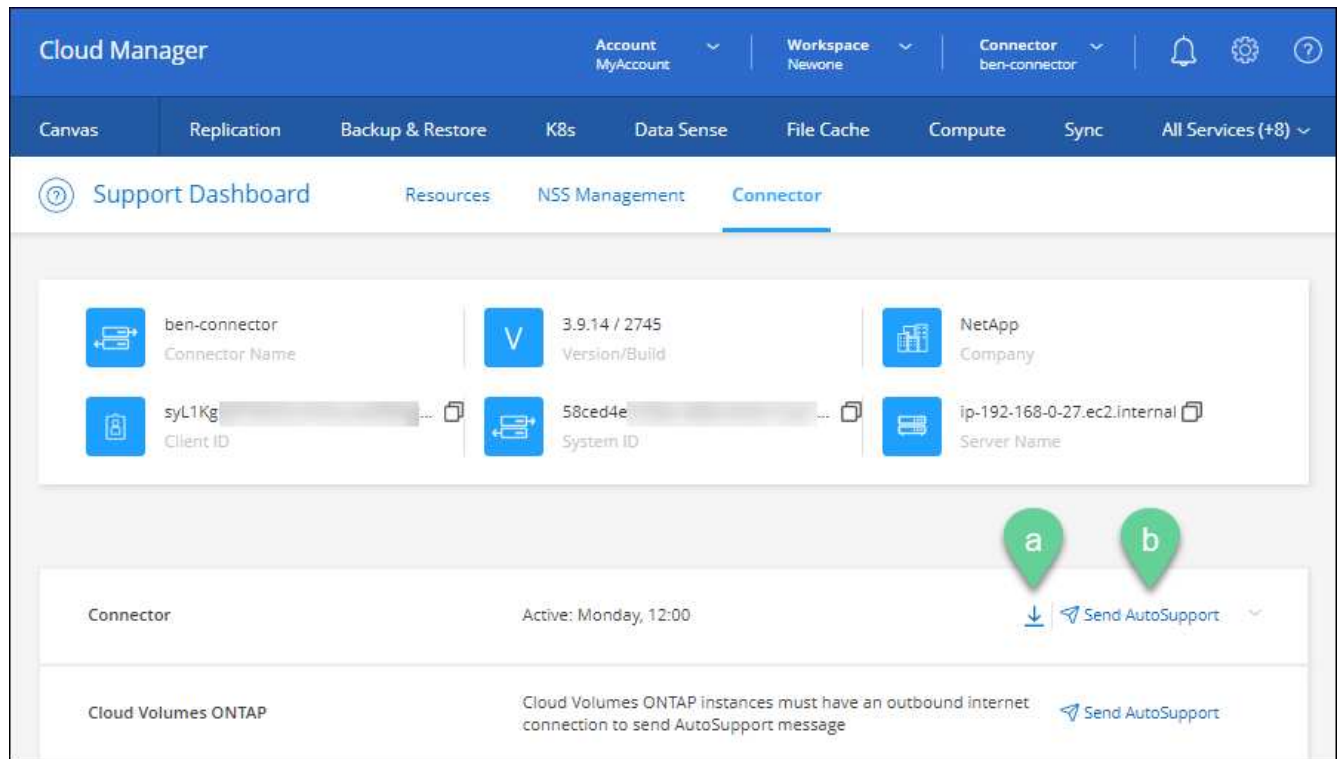 Cloud Manager
Account
MyAccount
Workspace
Newone
Connector
ben-connector
Canvas Replication Backup & Restore K8s Data Sense File Cache Compute Sync All Services (+8)
Support Dashboard Resources NSS Management Connector
ben-connector
Connector Name
V
3.9.14 / 2745
Version/Build
NetApp
Company
syL1Kg ...
Client ID
58ced4e ...
System ID
ip-192-168-0-27.ec2.internal
Server Name
a b
Connector Active: Monday, 12:00 Send AutoSupport
Cloud Volumes ONTAP
Cloud Volumes ONTAP instances must have an outbound internet
connection to send AutoSupport message
Send AutoSupport